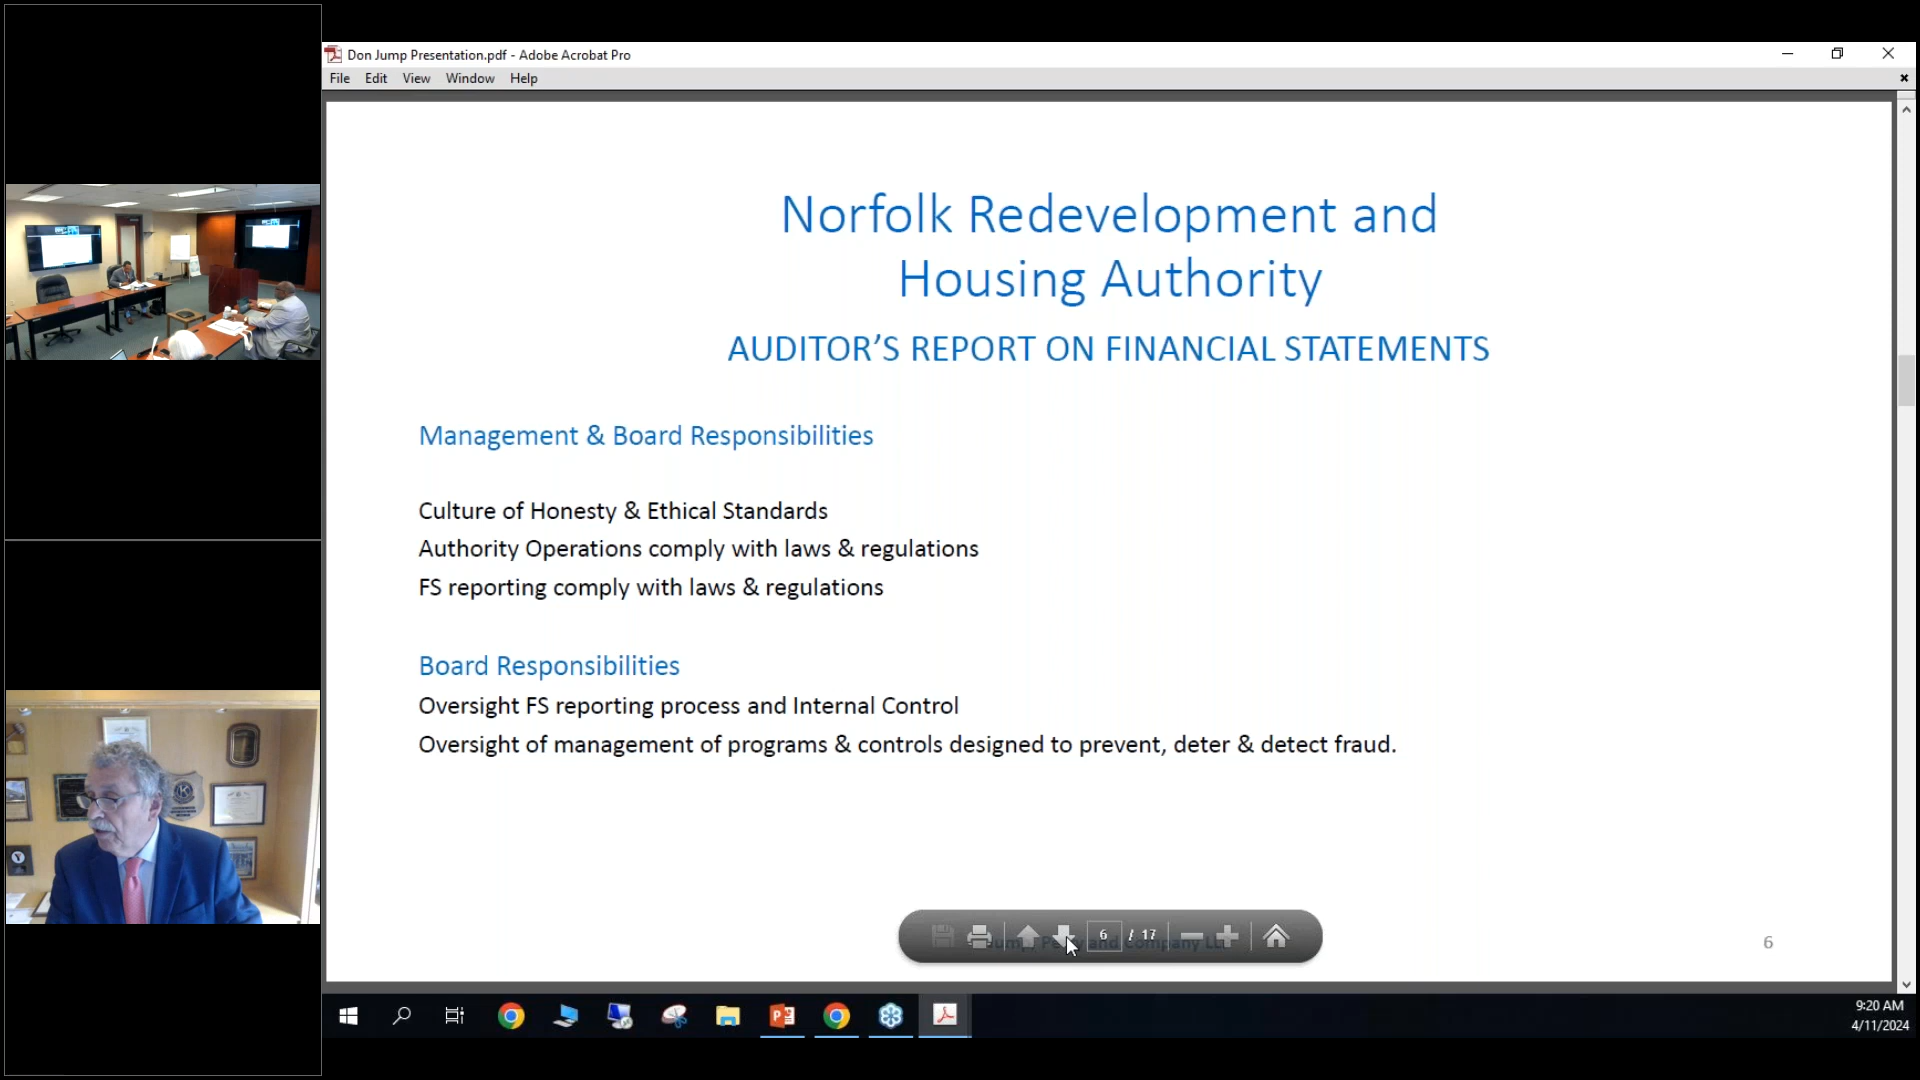 Don Jump Presentation.pdf - Adobe Acrobat Pro
File Edit View Window Help
Norfolk Redevelopment and
Housing Authority
AUDITOR’S REPORT ON FINANCIAL STATEMENTS
Management & Board Responsibilities
Culture of Honesty & Ethical Standards
Authority Operations comply with laws & regulations
FS reporting comply with laws & regulations
Board Responsibilities
Oversight FS reporting process and Internal Control
Oversight of management of programs & controls designed to prevent, deter & detect fraud.
6 / 17
6
9:20 AM
4/11/2024